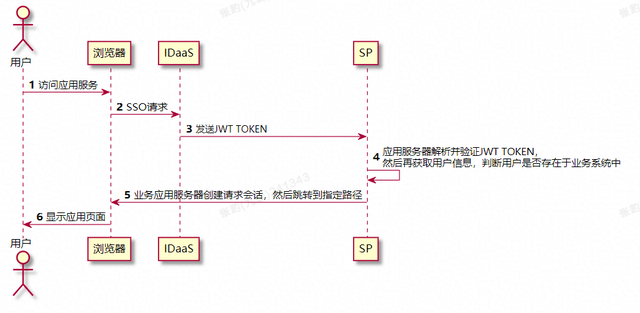 用户
浏览器
IDaaS
SP
1 访问应用服务
2 SSO请求
3 发送JWT TOKEN
4 应用服务器解析并验证JWT TOKEN，
然后再获取用户信息，判断用户是否存在于业务系统中
5 业务应用服务器创建请求会话，然后跳转到指定路径
6 显示应用页面
用户
浏览器
IDaaS
SP